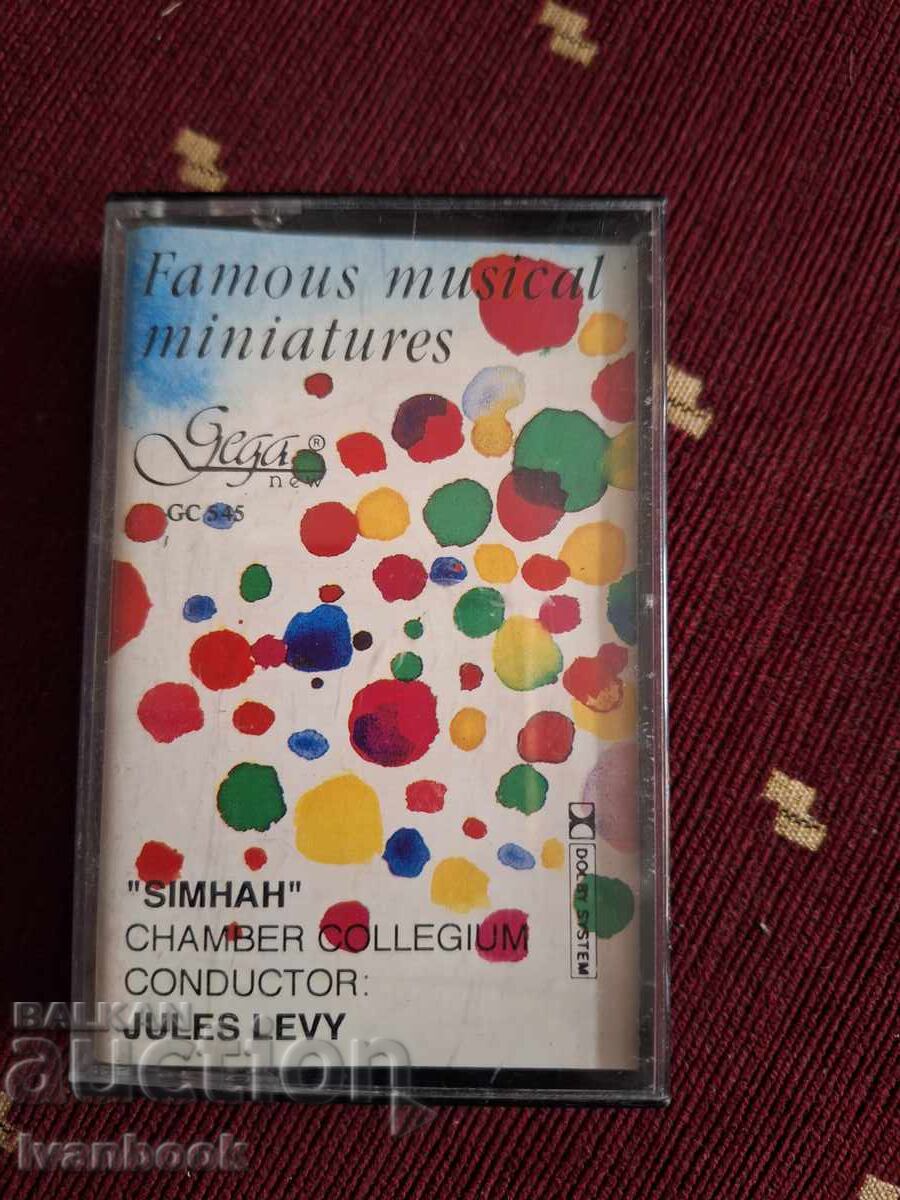 Famous musical
miniatures
Gega ®
new
GC 545
DOLBY SYSTEM
"SIMHAH"
CHAMBER COLLEGIUM
CONDUCTOR:
JULES LEVY
BALKAN
auction
Ivanbook